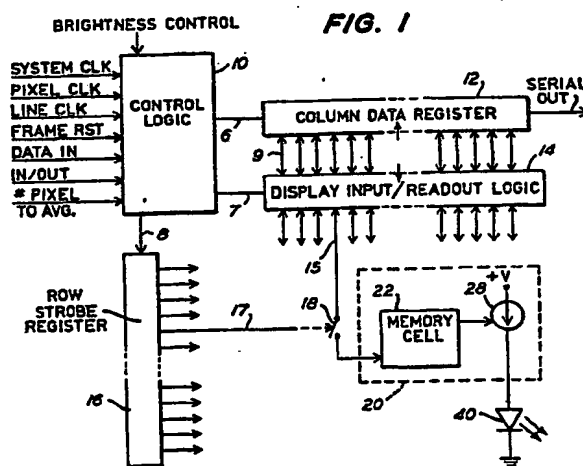 FIG. 1
BRIGHTNESS CONTROL
10
SYSTEM CLK
PIXEL CLK
LINE CLK
FRAME RST
DATA IN
IN/OUT
# PIXEL
TO AVG.
CONTROL
LOGIC
12
SERIAL
OUT
6
COLUMN DATA REGISTER
9
14
7
DISPLAY INPUT/READOUT LOGIC
8
15
ROW
STROBE
REGISTER
17
18
22
MEMORY
CELL
+V
28
20
40
16